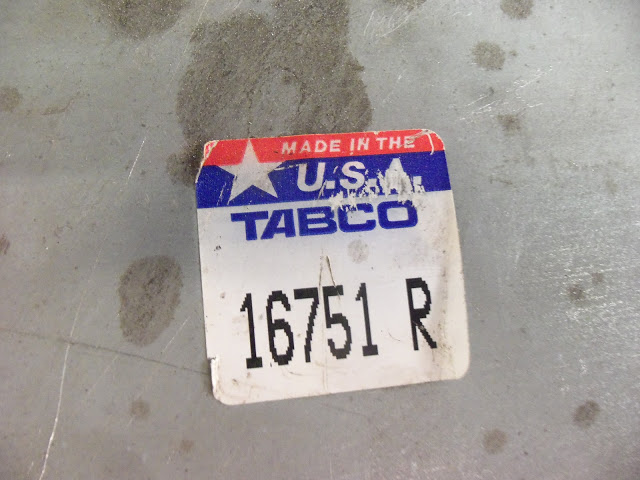 MADE IN THE
U.S.A.
TABCO
16751 R